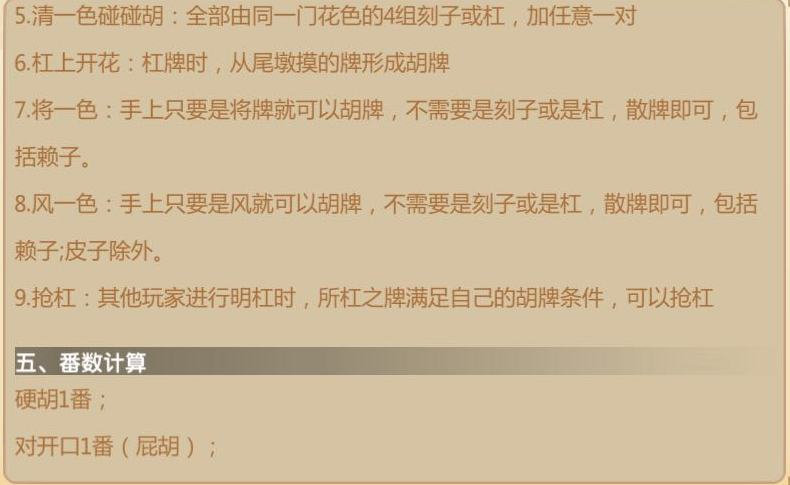 5.清一色碰碰胡：全部由同一门花色的4组刻子或杠，加任意一对
6.杠上开花：杠牌时，从尾墩摸的牌形成胡牌
7.将一色：手上只要是将牌就可以胡牌，不需要是刻子或是杠，散牌即可，包
括赖子。
8.风一色：手上只要是风就可以胡牌，不需要是刻子或是杠，散牌即可，包括
赖子;皮子除外。
9.抢杠：其他玩家进行明杠时，所杠之牌满足自己的胡牌条件，可以抢杠
五、番数计算
硬胡1番；
对开口1番（屁胡）；